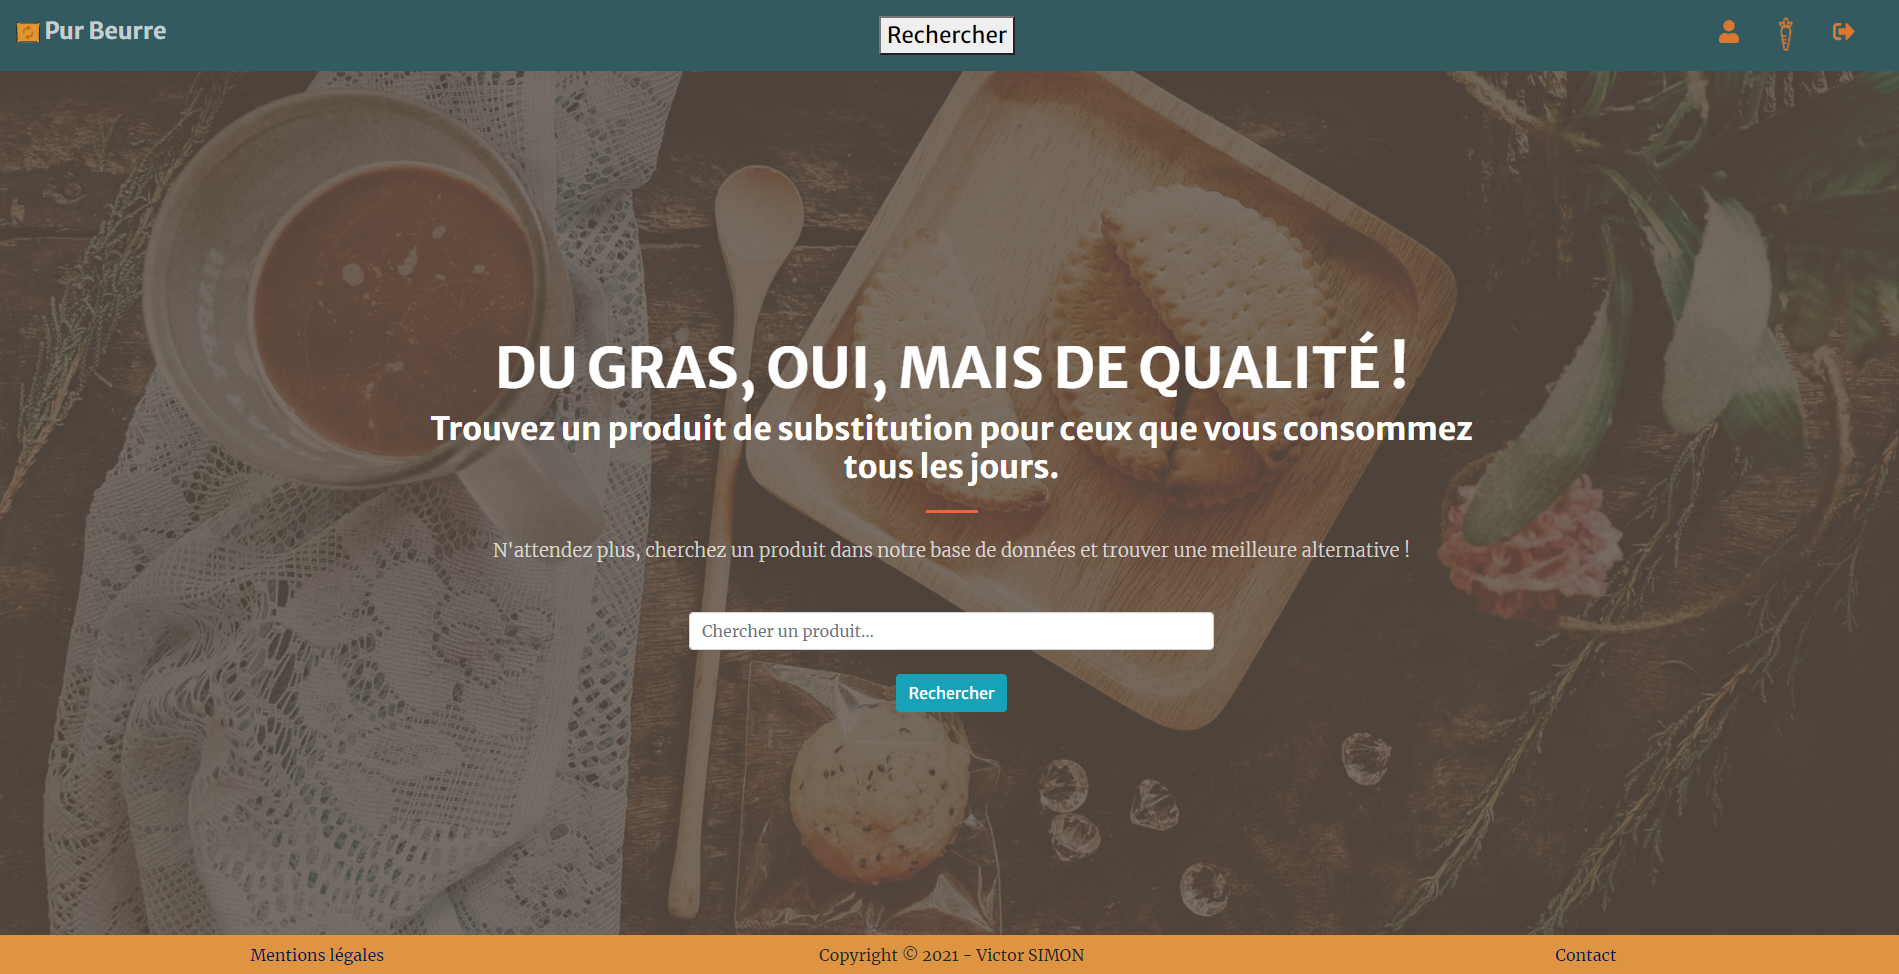 Pur Beurre
Rechercher
DU GRAS, OUI, MAIS DE QUALITÉ !
Trouvez un produit de substitution pour ceux que vous consommez
tous les jours.
N'attendez plus, cherchez un produit dans notre base de données et trouver une meilleure alternative !
Chercher un produit...
Rechercher
Mentions légales
Copyright © 2021 - Victor SIMON
Contact